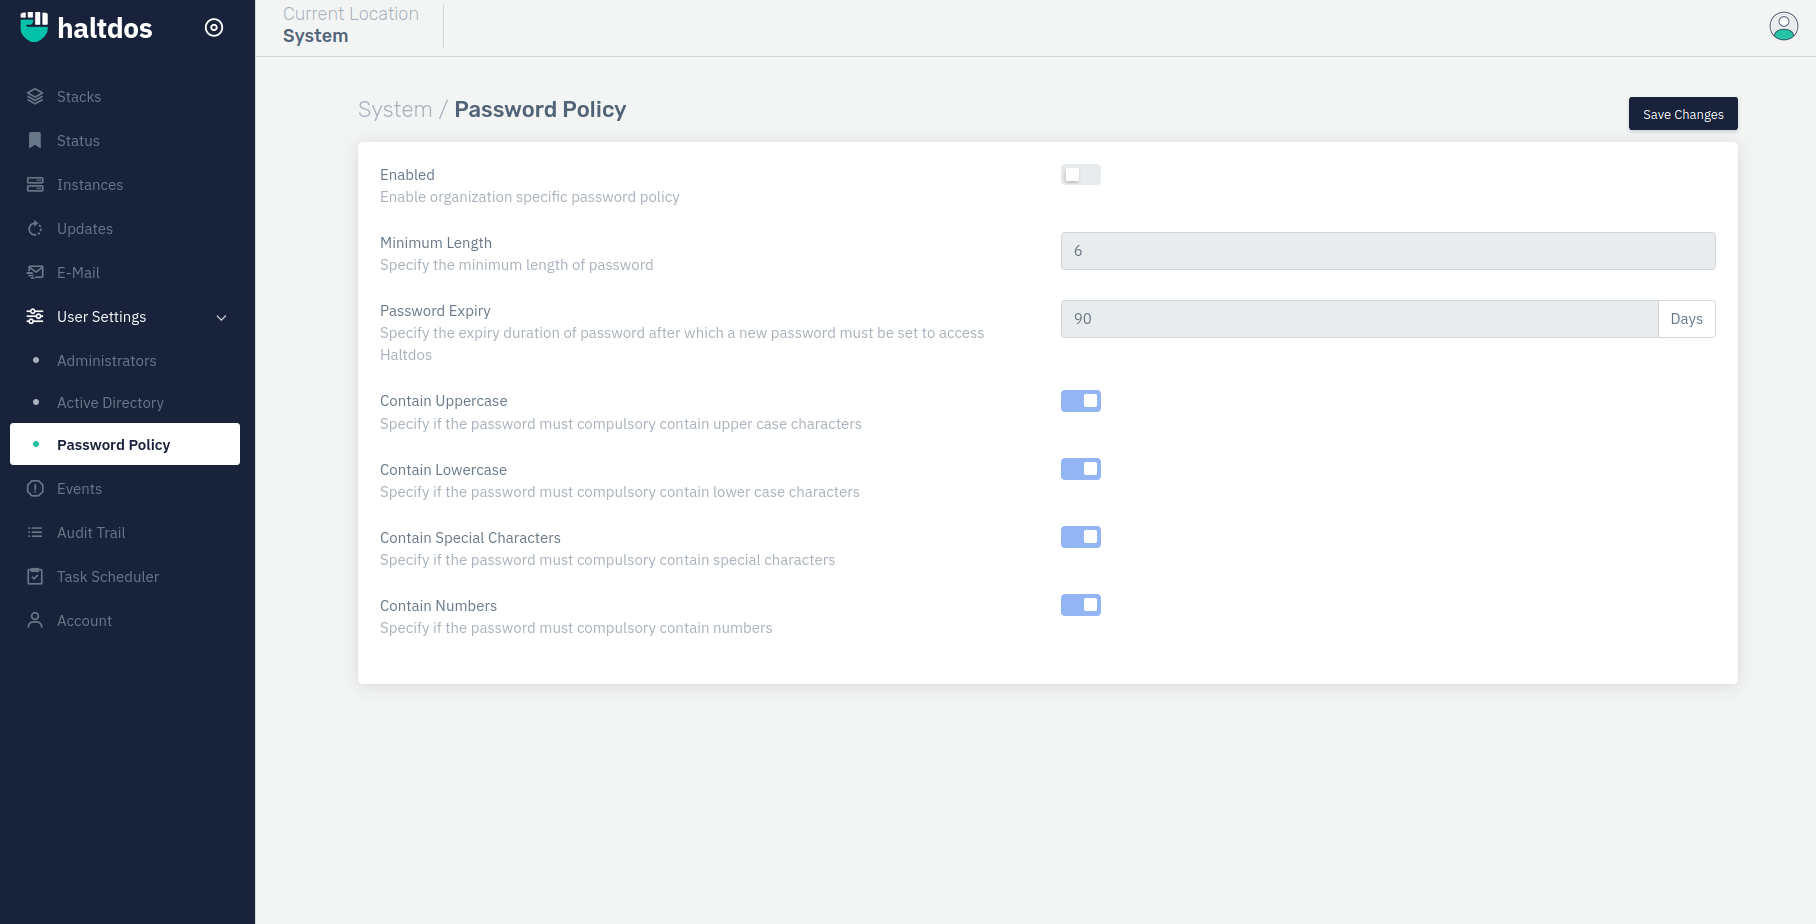 haltdos
Current Location
System
Stacks
Status
Instances
Updates
E-Mail
User Settings
Administrators
Active Directory
Password Policy
Events
Audit Trail
Task Scheduler
Account
System / Password Policy
Save Changes
Enabled
Enable organization specific password policy
Minimum Length
Specify the minimum length of password
6
Password Expiry
Specify the expiry duration of password after which a new password must be set to access
Haltdos
90 Days
Contain Uppercase
Specify if the password must compulsory contain upper case characters
Contain Lowercase
Specify if the password must compulsory contain lower case characters
Contain Special Characters
Specify if the password must compulsory contain special characters
Contain Numbers
Specify if the password must compulsory contain numbers